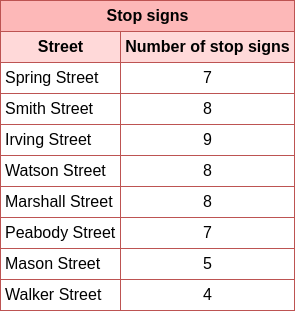 Stop signs
Street Number of stop signs
Spring Street 7
Smith Street 8
Irving Street 9
Watson Street 8
Marshall Street 8
Peabody Street 7
Mason Street 5
Walker Street 4